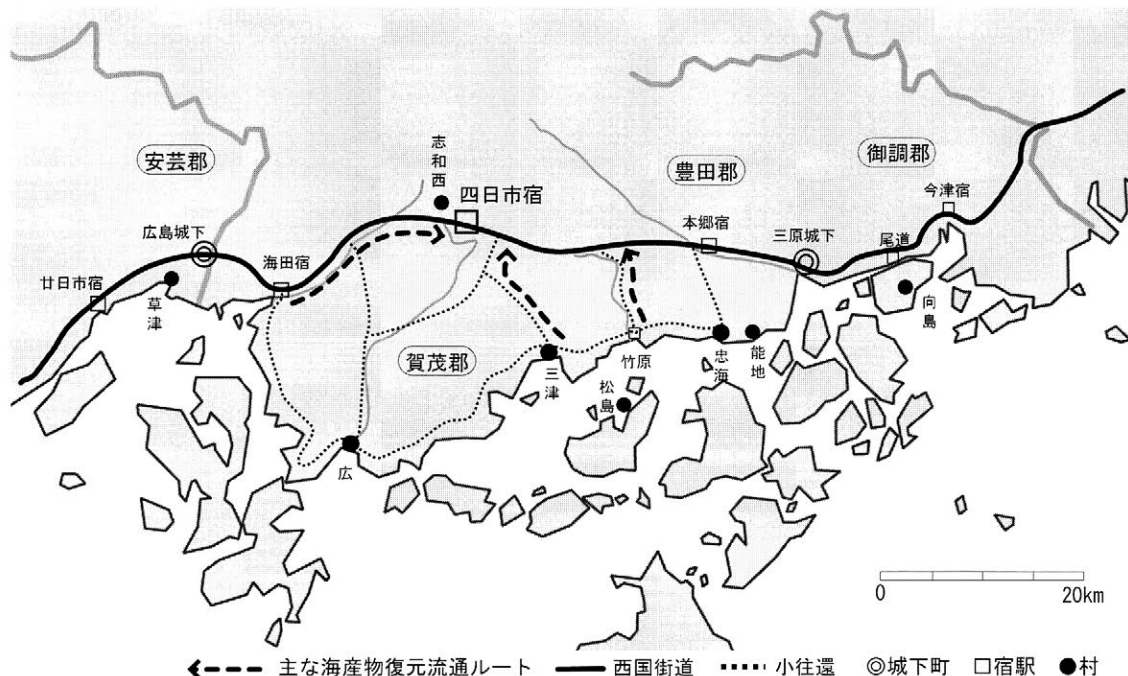 安芸郡
志和西
四日市宿
豊田郡
御調郡
今津宿
広島城下
海田宿
廿日市宿
草津
本郷宿
三原城下
尾道
向島
賀茂郡
三津
竹原
忠海
能地
松島
広
0 20km
主な海産物復元流通ルート 西国街道 小往還 ◎城下町 □宿駅 ●村